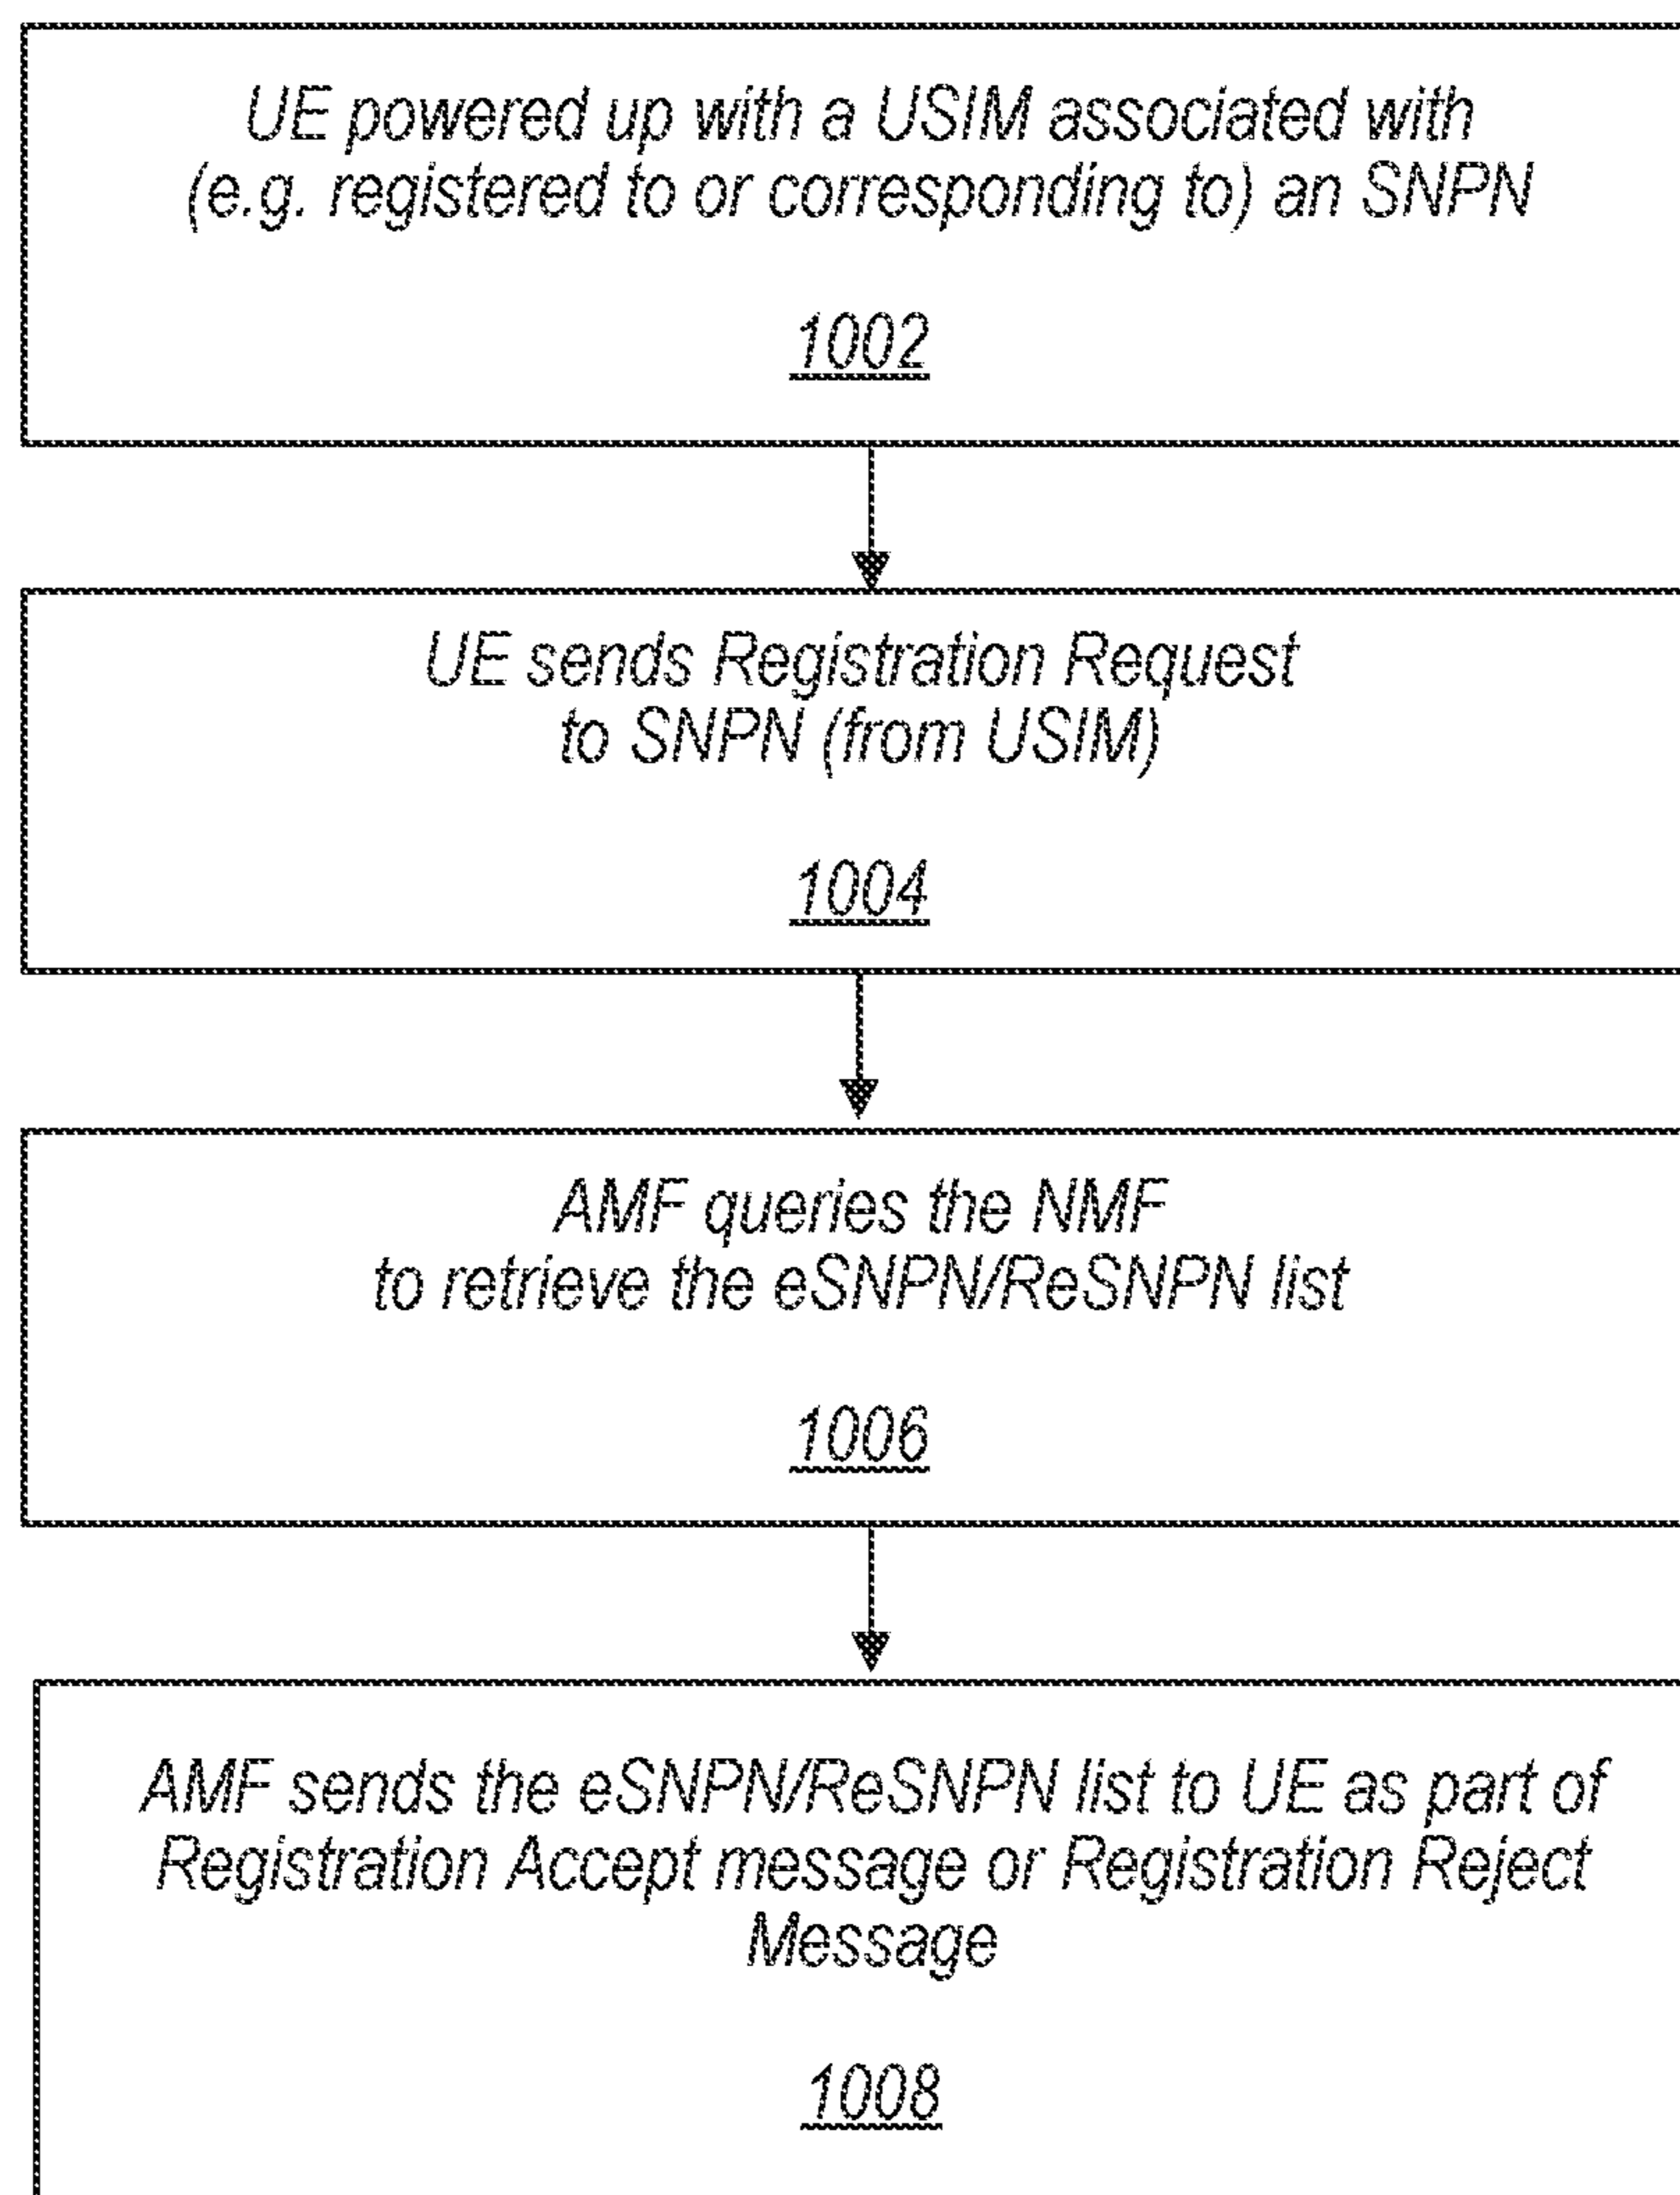 UE powered up with a USIM associated with
(e.g. registered to or corresponding to) an SNPN
1002
UE sends Registration Request
to SNPN (from USIM)
1004
AMF queries the NMF
to retrieve the eSNPN/ReSNPN list
1006
AMF sends the eSNPN/ReSNPN list to UE as part of
Registration Accept message or Registration Reject
Message
1008